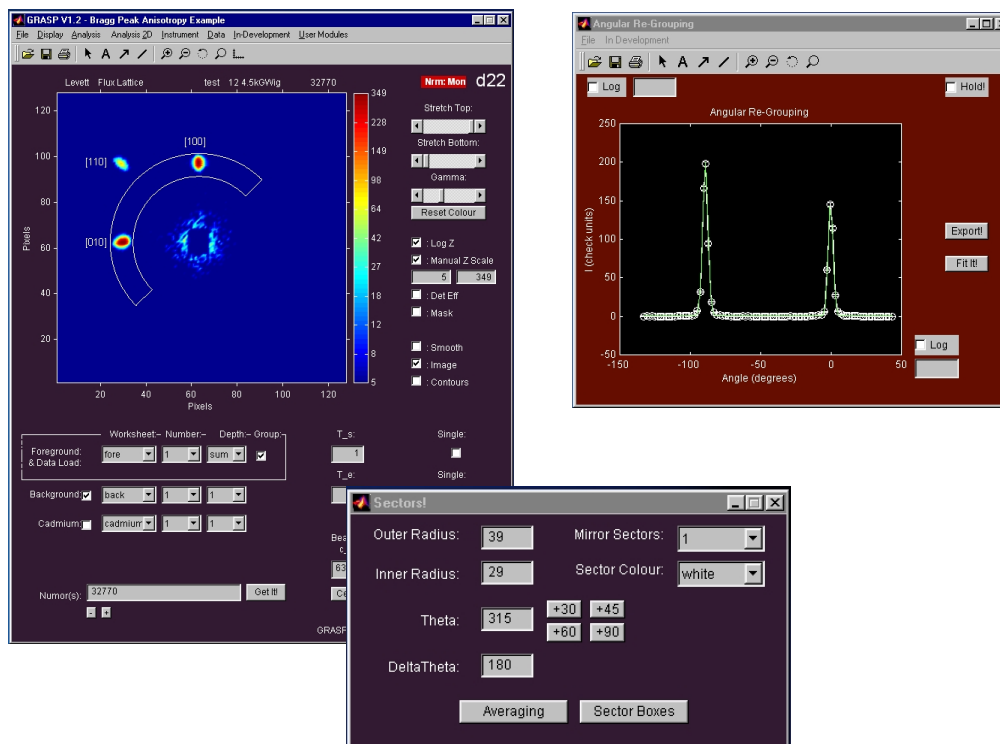 GRASP V1.2 - Bragg Peak Anisotropy Example
File Display Analysis Analysis 2D Instrument Data In-Development User Modules
Levett Flux Lattice test 12 4.5kGWig 32770
Nrm: Mon d22
120
100
80
60
40
20
Pixels
[110]
[100]
[010]
20 40 60 80 100 120
Pixels
349
228
148
98
64
42
27
18
12
8
5
Stretch Top:
Stretch Bottom:
Gamma:
Reset Colour
: Log Z
: Manual Z Scale
5 349
: Det Eff
: Mask
: Smooth
: Image
: Contours
Worksheet:- Number:- Depth:- Group:-
Foreground:
& Data Load:
fore 1 sum
Background: back 1 1
Cadmium: cadmium 1 1
T_s: Single:
1
T_e: Single:
Numor(s): 32770 Get It!
- +
GRASP
Angular Re-Grouping
File In Development
Log
Hold!
Angular Re-Grouping
250
200
150
100
50
0
-50
I (check units)
-150 -100 -50 0 50
Angle (degrees)
Export!
Fit It!
Log
Sectors!
Outer Radius: 39 Mirror Sectors: 1
Inner Radius: 29 Sector Colour: white
Theta: 315 +30 +45
+60 +90
DeltaTheta: 180
Averaging Sector Boxes